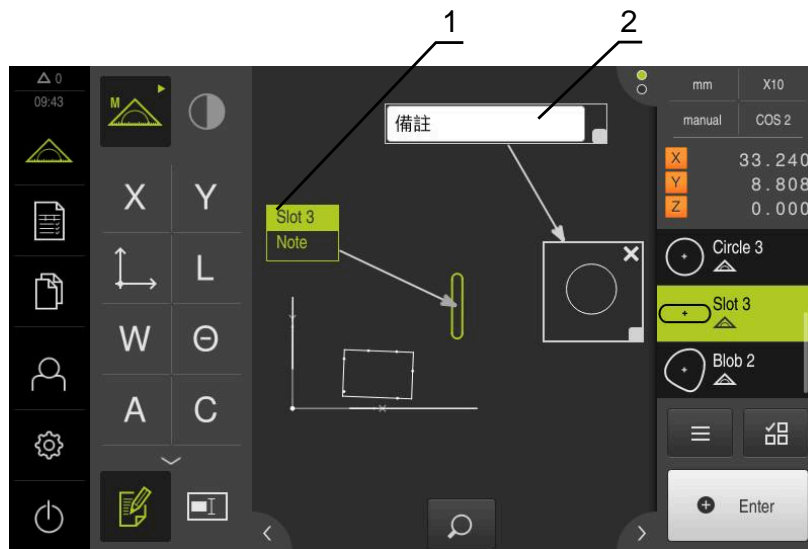 1
2
0
09:43
M
X
Y
L
W
Θ
A
C
備註
Slot 3
Note
mm
X10
manual
COS 2
X 33.240
Y 8.808
Z 0.000
Circle 3
Slot 3
Blob 2
Enter